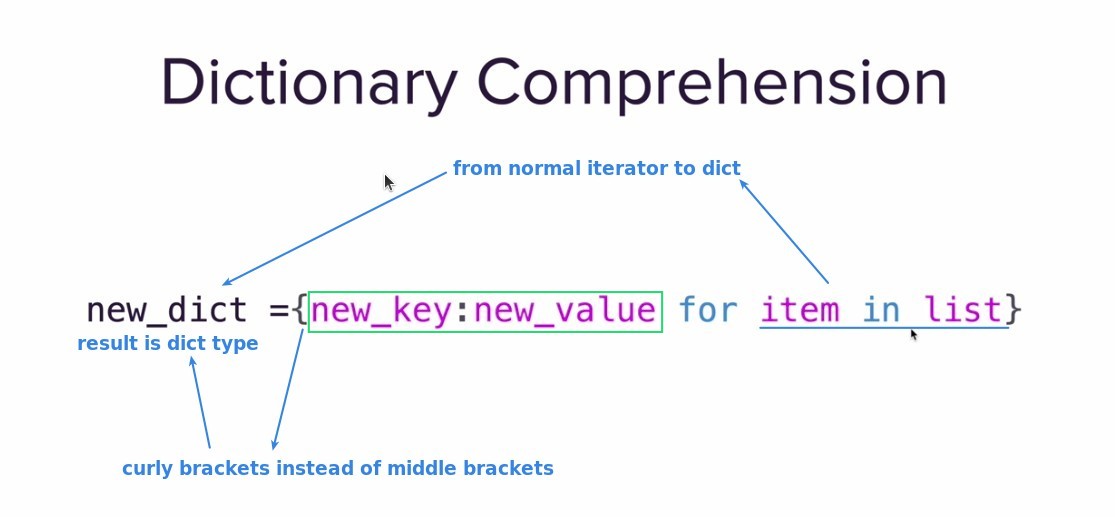 Dictionary Comprehension
from normal iterator to dict
new_dict ={new_key:new_value for item in list}
result is dict type
curly brackets instead of middle brackets